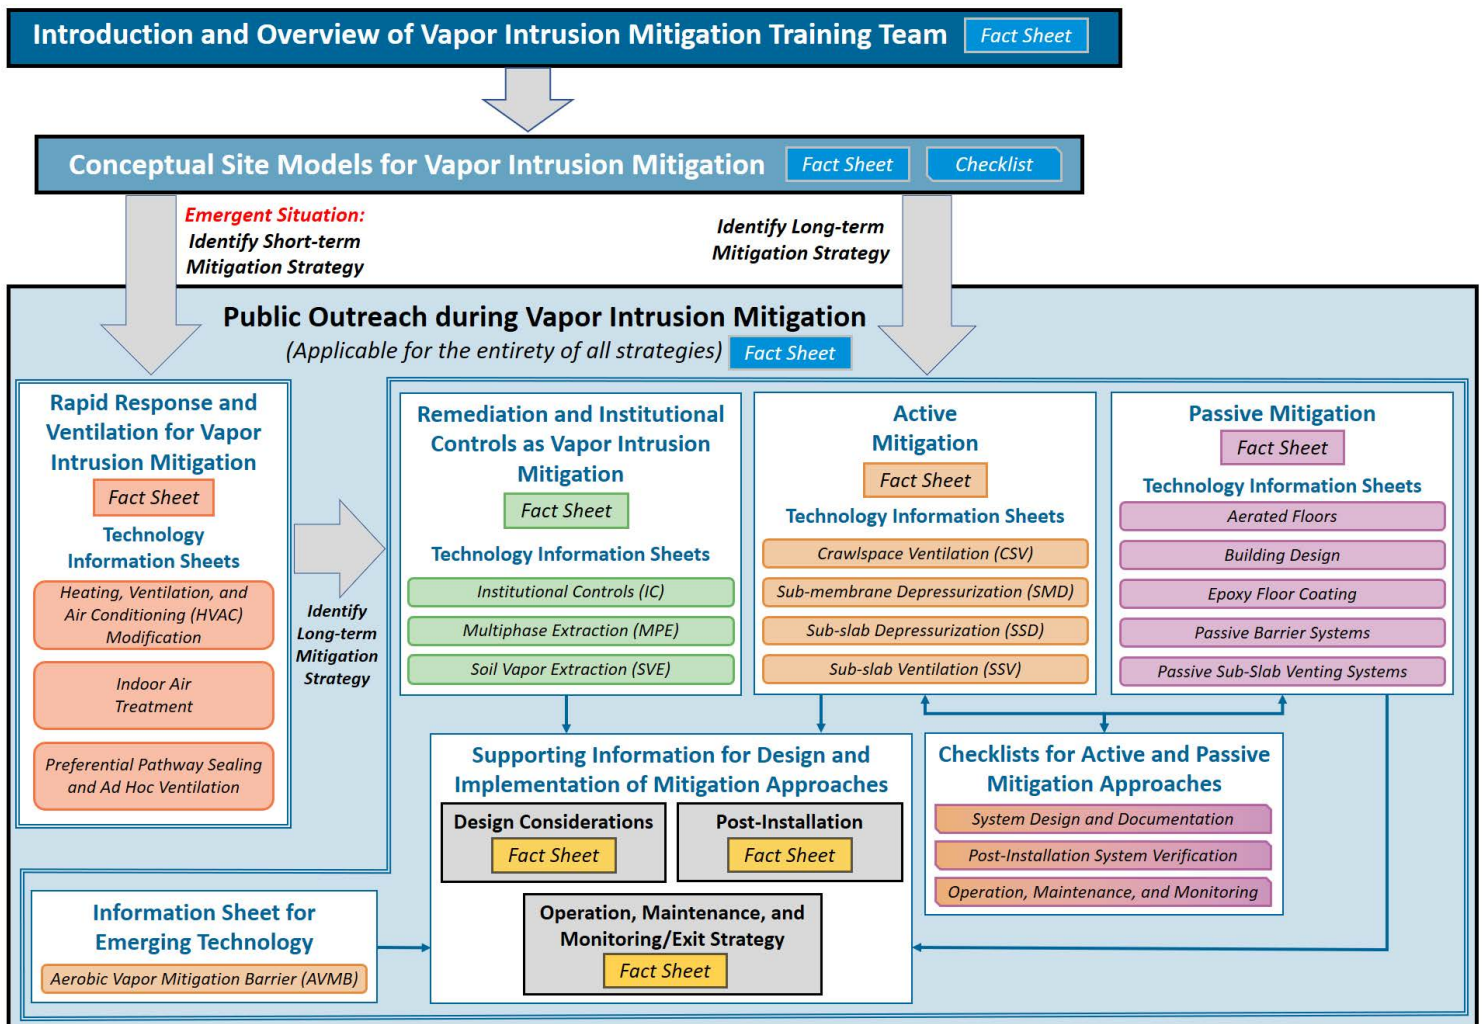 Introduction and Overview of Vapor Intrusion Mitigation Training Team
Fact Sheet
Conceptual Site Models for Vapor Intrusion Mitigation
Fact Sheet
Checklist
Emergent Situation:
Identify Short-term
Mitigation Strategy
Identify Long-term
Mitigation Strategy
Public Outreach during Vapor Intrusion Mitigation
(Applicable for the entirety of all strategies)
Fact Sheet
Rapid Response and
Ventilation for Vapor
Intrusion Mitigation
Fact Sheet
Technology
Information Sheets
Heating, Ventilation, and
Air Conditioning (HVAC)
Modification
Indoor Air
Treatment
Preferential Pathway Sealing
and Ad Hoc Ventilation
Identify
Long-term
Mitigation
Strategy
Remediation and Institutional
Controls as Vapor Intrusion
Mitigation
Fact Sheet
Technology Information Sheets
Institutional Controls (IC)
Multiphase Extraction (MPE)
Soil Vapor Extraction (SVE)
Active
Mitigation
Fact Sheet
Technology Information Sheets
Crawlspace Ventilation (CSV)
Sub-membrane Depressurization (SMD)
Sub-slab Depressurization (SSD)
Sub-slab Ventilation (SSV)
Passive Mitigation
Fact Sheet
Technology Information Sheets
Aerated Floors
Building Design
Epoxy Floor Coating
Passive Barrier Systems
Passive Sub-Slab Venting Systems
Supporting Information for Design and
Implementation of Mitigation Approaches
Design Considerations
Fact Sheet
Post-Installation
Fact Sheet
Operation, Maintenance, and
Monitoring/Exit Strategy
Fact Sheet
Checklists for Active and Passive
Mitigation Approaches
System Design and Documentation
Post-Installation System Verification
Operation, Maintenance, and Monitoring
Information Sheet for
Emerging Technology
Aerobic Vapor Mitigation Barrier (AVMB)